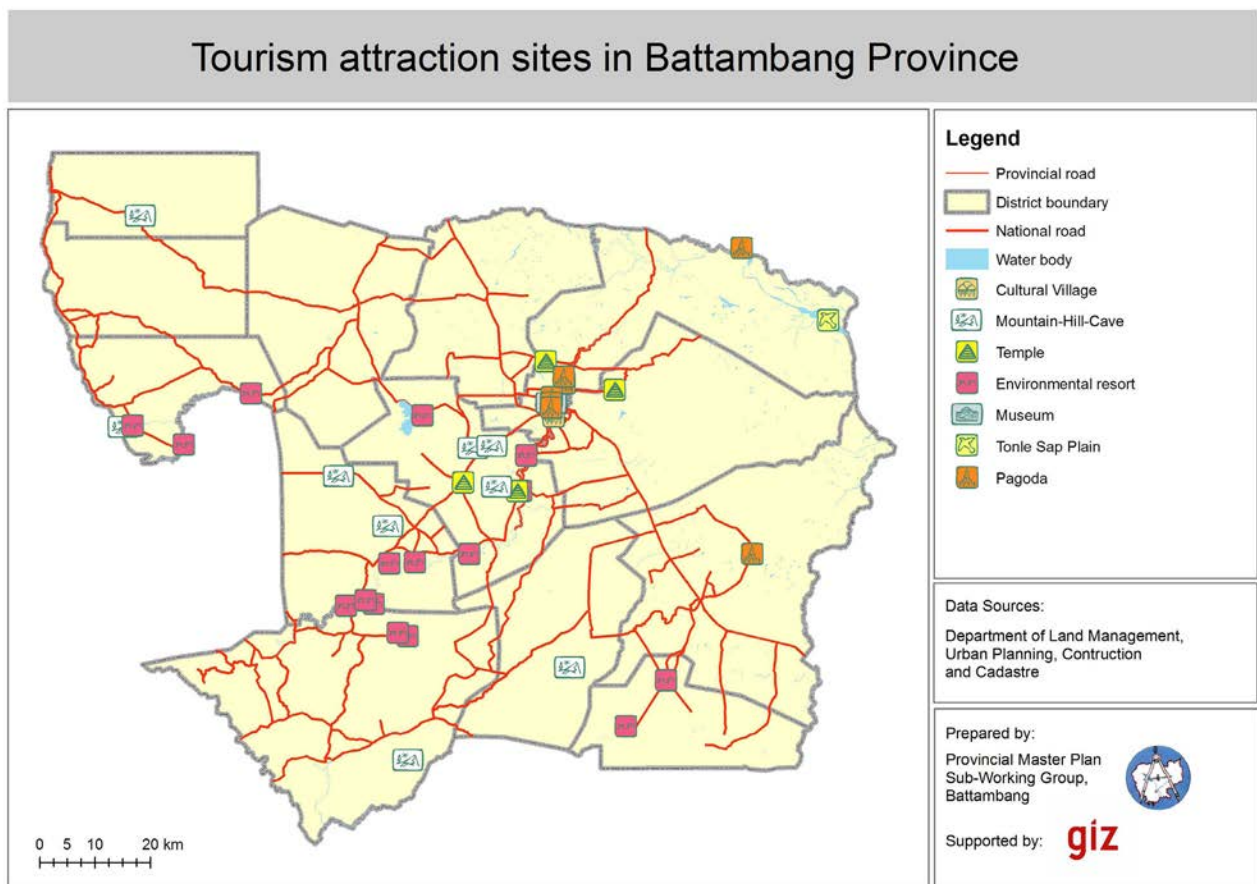 Tourism attraction sites in Battambang Province
Legend
Provincial road
District boundary
National road
Water body
Cultural Village
Mountain-Hill-Cave
Temple
Environmental resort
Museum
Tonle Sap Plain
Pagoda
Data Sources:
Department of Land Management,
Urban Planning, Contruction
and Cadastre
Prepared by:
Provincial Master Plan
Sub-Working Group,
Battambang
Supported by: giz
0 5 10 20 km